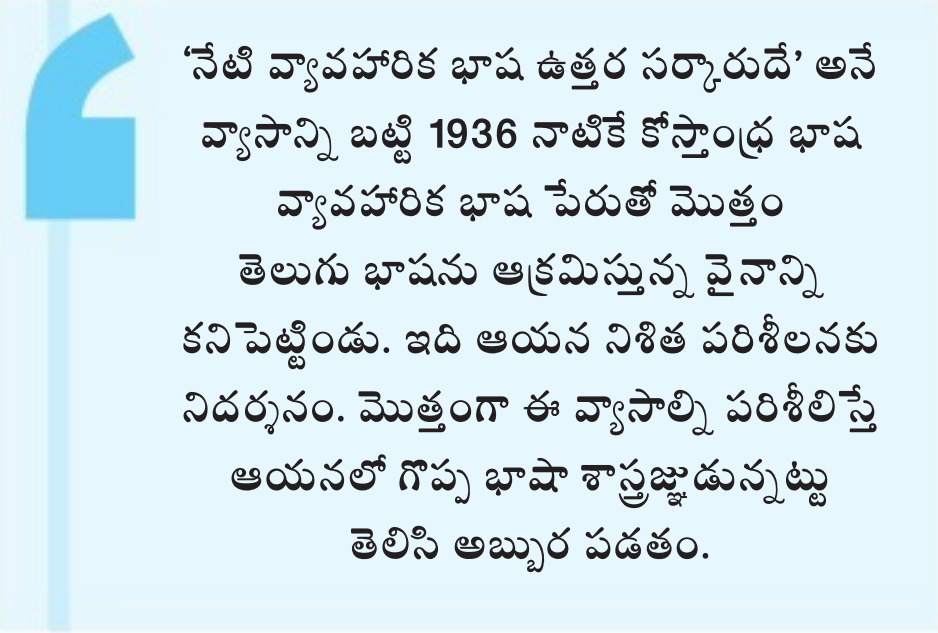 ‘నేటి వ్యావహారిక భాష ఉత్తర సర్కారుదే’ అనే
వ్యాసాన్ని బట్టి 1936 నాటికే కోస్తాంధ్ర భాష
వ్యావహారిక భాష పేరుతో మొత్తం
తెలుగు భాషను ఆక్రమిస్తున్న వైనాన్ని
కనిపెట్టిండు. ఇది ఆయన నిశిత పరిశీలనకు
నిదర్శనం. మొత్తంగా ఈ వ్యాసాల్ని పరిశీలిస్తే
ఆయనలో గొప్ప భాషా శాస్త్రజ్ఞుడున్నట్టు
తెలిసి అబ్బుర పడతం.